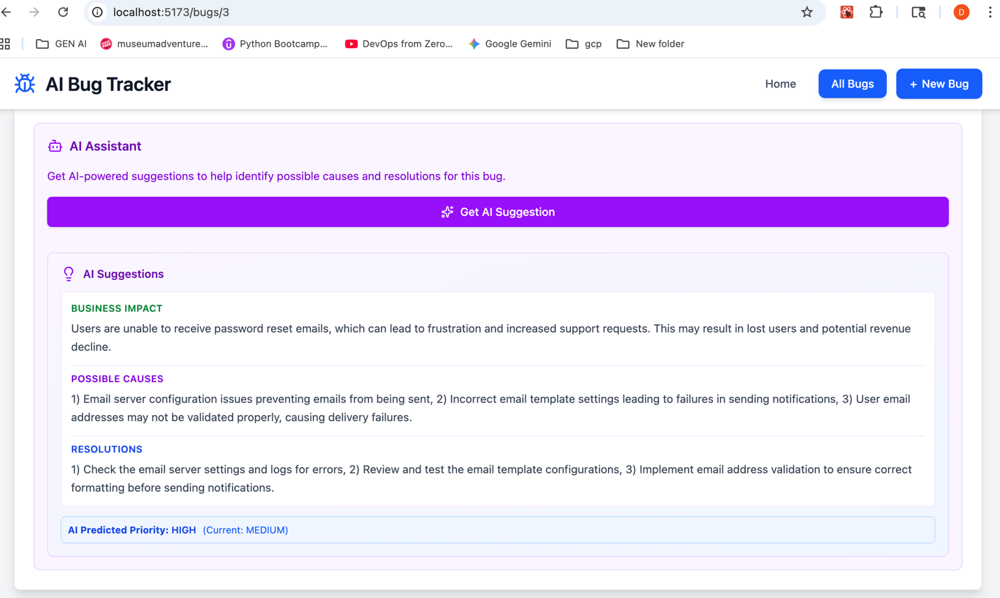 localhost:5173/bugs/3
D
GEN AI
museumadventure...
Python Bootcamp...
DevOps from Zero...
Google Gemini
gcp
New folder
AI Bug Tracker
Home
All Bugs
+ New Bug
AI Assistant
Get AI-powered suggestions to help identify possible causes and resolutions for this bug.
Get AI Suggestion
AI Suggestions
BUSINESS IMPACT
Users are unable to receive password reset emails, which can lead to frustration and increased support requests. This may result in lost users and potential revenue
decline.
POSSIBLE CAUSES
1) Email server configuration issues preventing emails from being sent, 2) Incorrect email template settings leading to failures in sending notifications, 3) User email
addresses may not be validated properly, causing delivery failures.
RESOLUTIONS
1) Check the email server settings and logs for errors, 2) Review and test the email template configurations, 3) Implement email address validation to ensure correct
formatting before sending notifications.
AI Predicted Priority: HIGH (Current: MEDIUM)